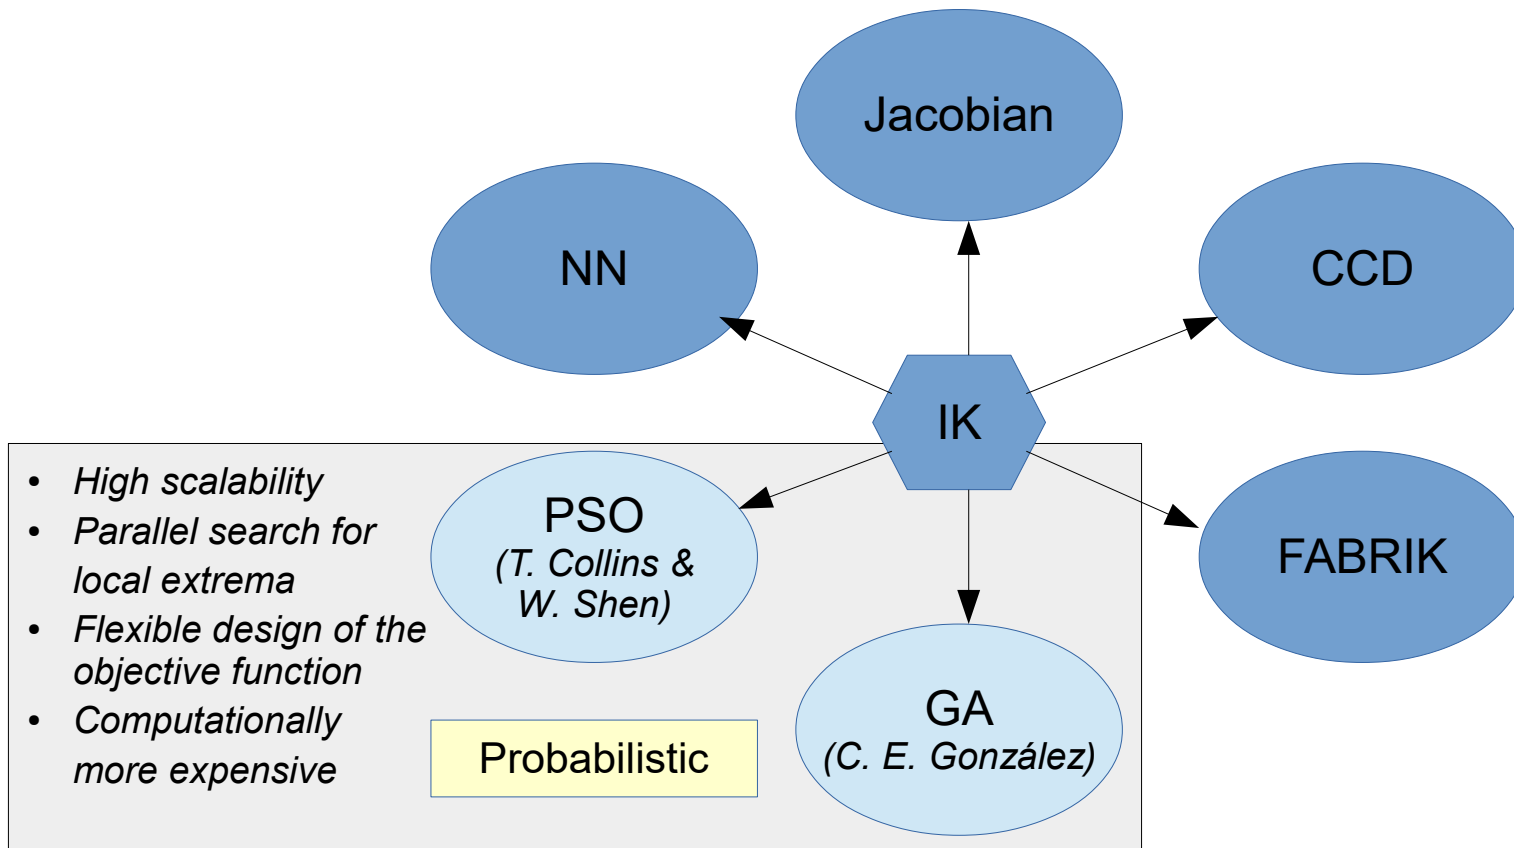 Jacobian
NN
CCD
IK
• High scalability
• Parallel search for
local extrema
• Flexible design of the
objective function
• Computationally
more expensive
PSO
(T. Collins &
W. Shen)
FABRIK
GA
(C. E. González)
Probabilistic